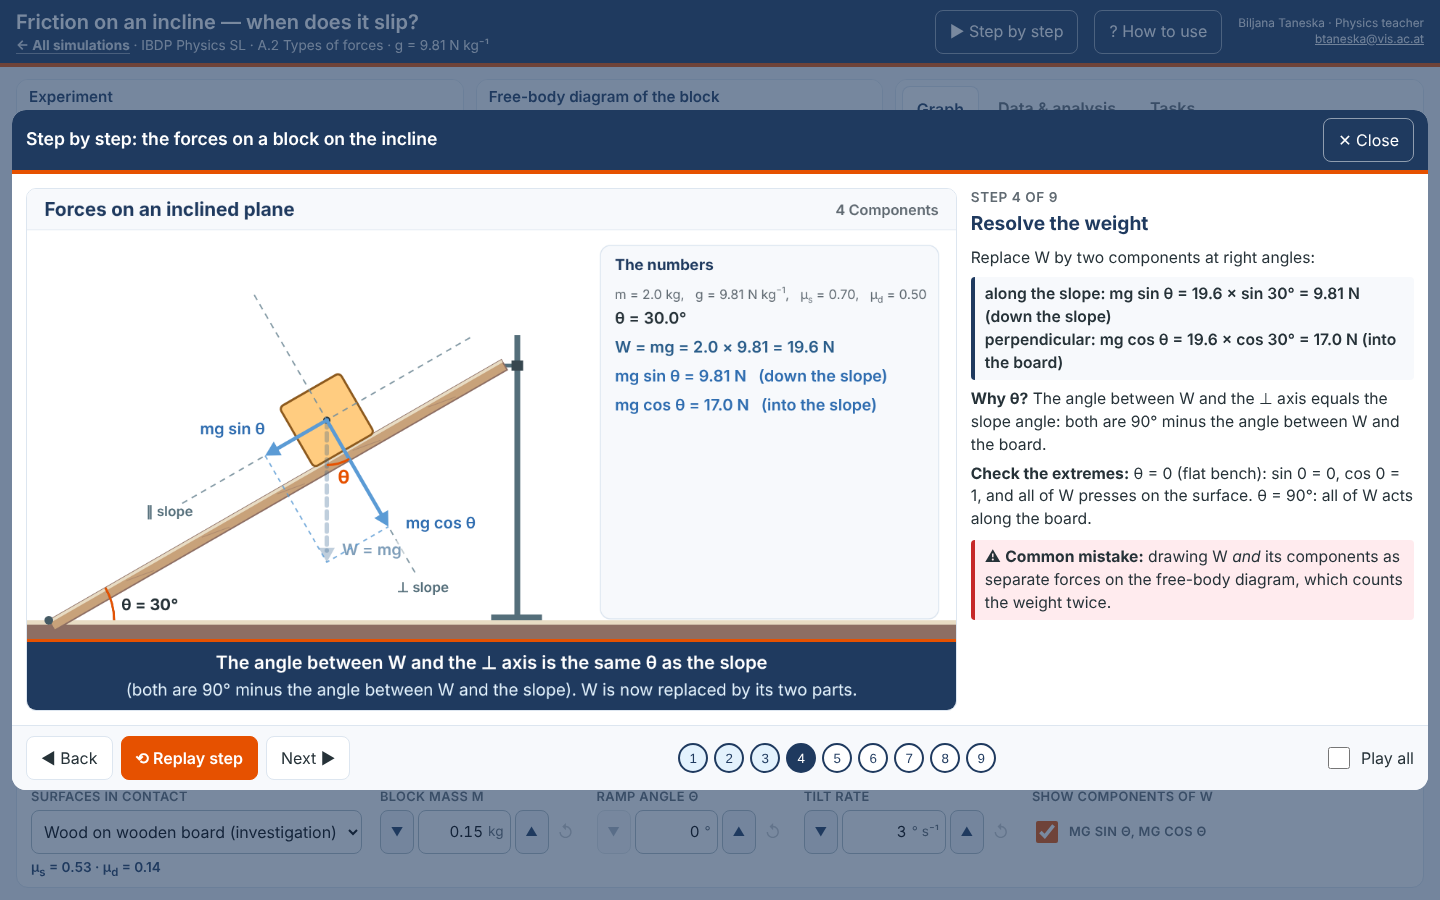 Friction on an incline — when does it slip?
← All simulations · IBDP Physics SL · A.2 Types of forces · g = 9.81 N kg⁻¹
▶ Step by step
? How to use
Biljana Taneska · Physics teacher
btaneska@vis.ac.at
Experiment
Free-body diagram of the block
Graph
Data & analysis
Tasks
Step by step: the forces on a block on the incline
✕ Close
Forces on an inclined plane
4 Components
mg sin θ
θ
mg cos θ
∥ slope
W = mg
⊥ slope
θ = 30°
The numbers
m = 2.0 kg, g = 9.81 N kg⁻¹, μs = 0.70, μd = 0.50
θ = 30.0°
W = mg = 2.0 × 9.81 = 19.6 N
mg sin θ = 9.81 N (down the slope)
mg cos θ = 17.0 N (into the slope)
The angle between W and the ⊥ axis is the same θ as the slope
(both are 90° minus the angle between W and the slope). W is now replaced by its two parts.
STEP 4 OF 9
Resolve the weight
Replace W by two components at right angles:
along the slope: mg sin θ = 19.6 × sin 30° = 9.81 N
(down the slope)
perpendicular: mg cos θ = 19.6 × cos 30° = 17.0 N (into
the board)
Why θ? The angle between W and the ⊥ axis equals the
slope angle: both are 90° minus the angle between W and
the board.
Check the extremes: θ = 0 (flat bench): sin 0 = 0, cos 0 =
1, and all of W presses on the surface. θ = 90°: all of W acts
along the board.
⚠ Common mistake: drawing W and its components as
separate forces on the free-body diagram, which counts
the weight twice.
◀ Back
⟲ Replay step
Next ▶
1 2 3 4 5 6 7 8 9
Play all
SURFACES IN CONTACT
BLOCK MASS M
RAMP ANGLE Θ
TILT RATE
SHOW COMPONENTS OF W
Wood on wooden board (investigation)
▼ 0.15 kg ▲
▼ 0 ° ▲
▼ 3 ° s⁻¹ ▲
MG SIN Θ, MG COS Θ
μs = 0.53 · μd = 0.14